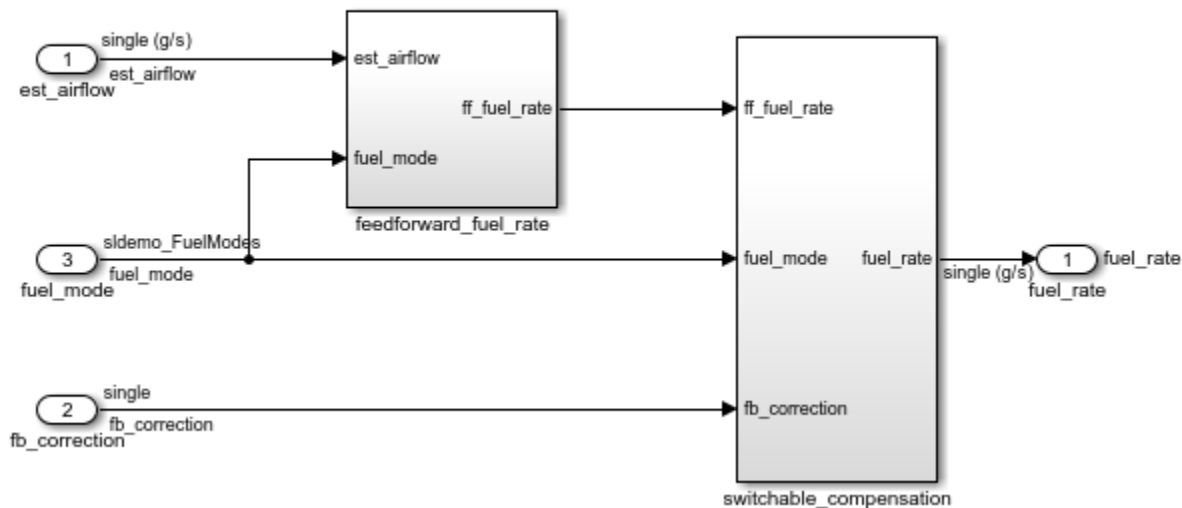 single (g/s)
1
est_airflow
est_airflow
est_airflow
ff_fuel_rate
fuel_mode
feedforward_fuel_rate
ff_fuel_rate
sldemo_FuelModes
3
fuel_mode
fuel_mode
fuel_mode
fuel_rate
single (g/s)
1
fuel_rate
fuel_rate
single
2
fb_correction
fb_correction
fb_correction
switchable_compensation